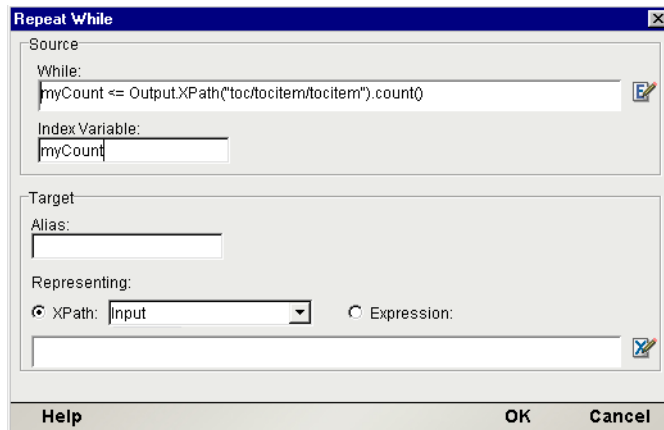 Repeat While
Source
While:
myCount <= Output.XPath("toc/tocitem/tocitem").count()
Index Variable:
myCount
Target
Alias:
Representing:
XPath: Input Expression:
Help OK Cancel